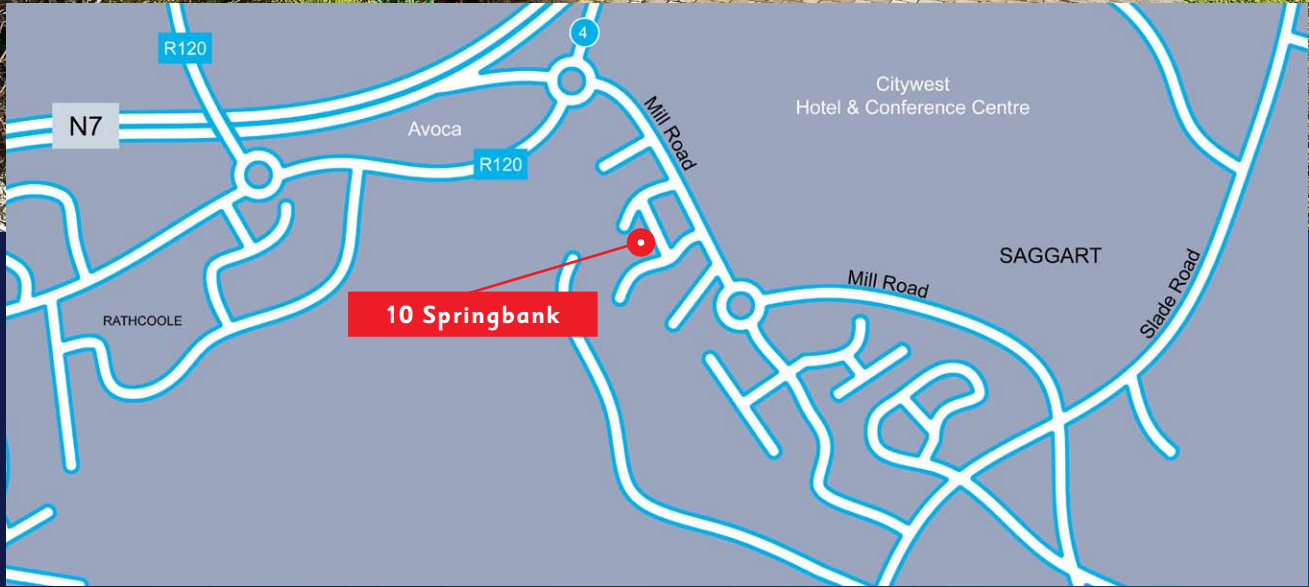 R120
4
N7
Avoca
R120
Mill Road
Citywest
Hotel & Conference Centre
SAGGART
Mill Road
Slade Road
10 Springbank
RATHCOOLE